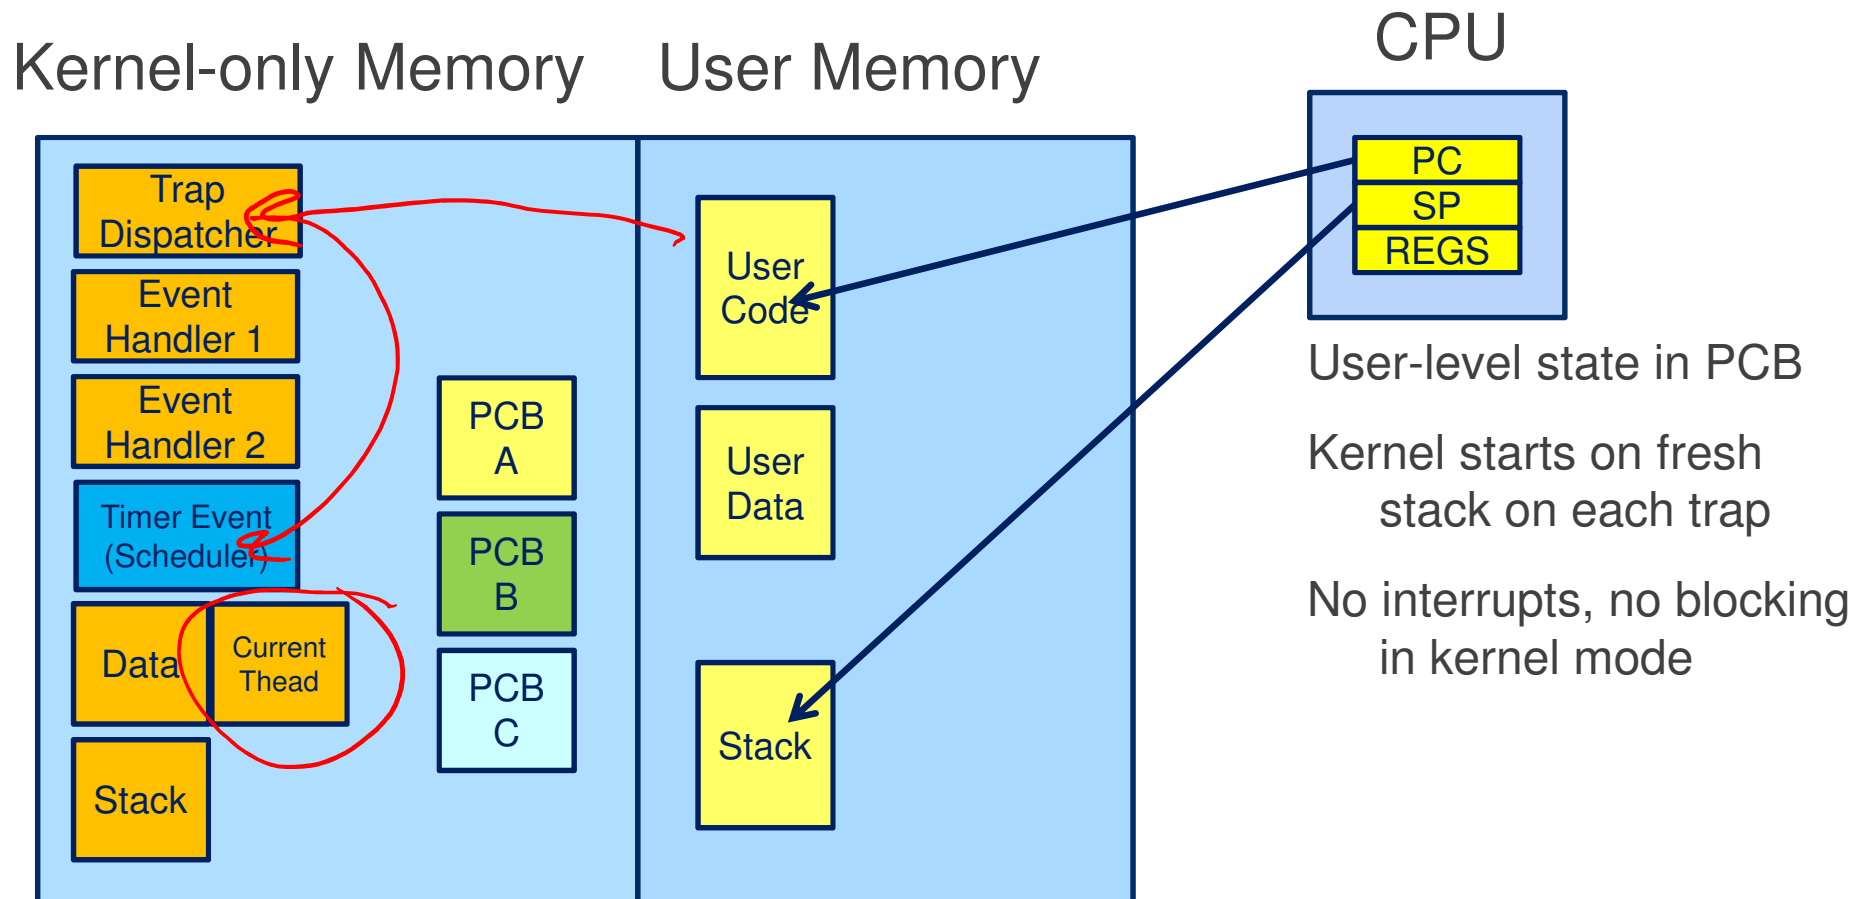 Kernel-only Memory
User Memory
CPU
Trap
Dispatcher
Event
Handler 1
Event
Handler 2
Timer Event
(Scheduler)
Data
Current
Thead
Stack
PCB
A
PCB
B
PCB
C
User
Code
User
Data
Stack
PC
SP
REGS
User-level state in PCB
Kernel starts on fresh
stack on each trap
No interrupts, no blocking
in kernel mode